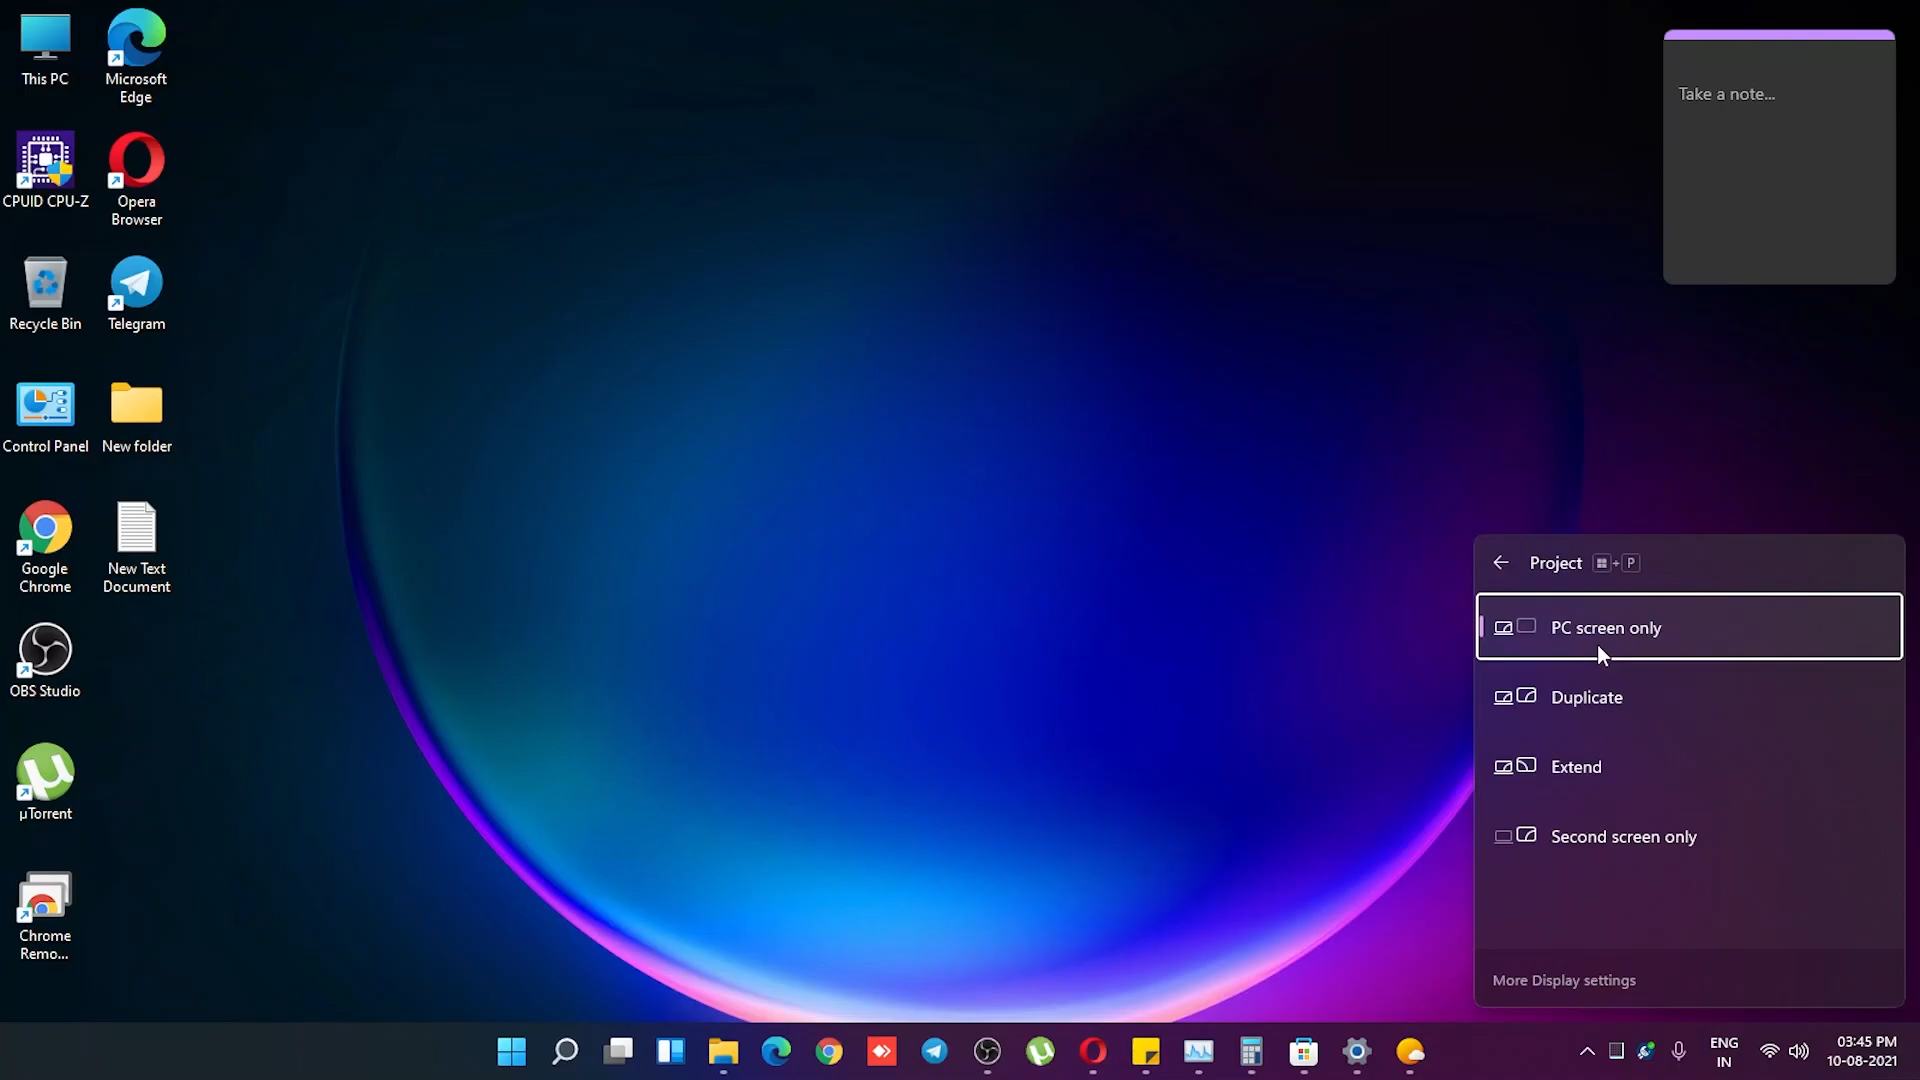 This PC
Microsoft
Edge
CPUID CPU-Z
Opera
Browser
Recycle Bin
Telegram
Control Panel
New folder
Google
Chrome
New Text
Document
OBS Studio
µTorrent
Chrome
Remo...
Take a note...
Project + P
PC screen only
Duplicate
Extend
Second screen only
More Display settings
ENG
IN
03:45 PM
10-08-2021